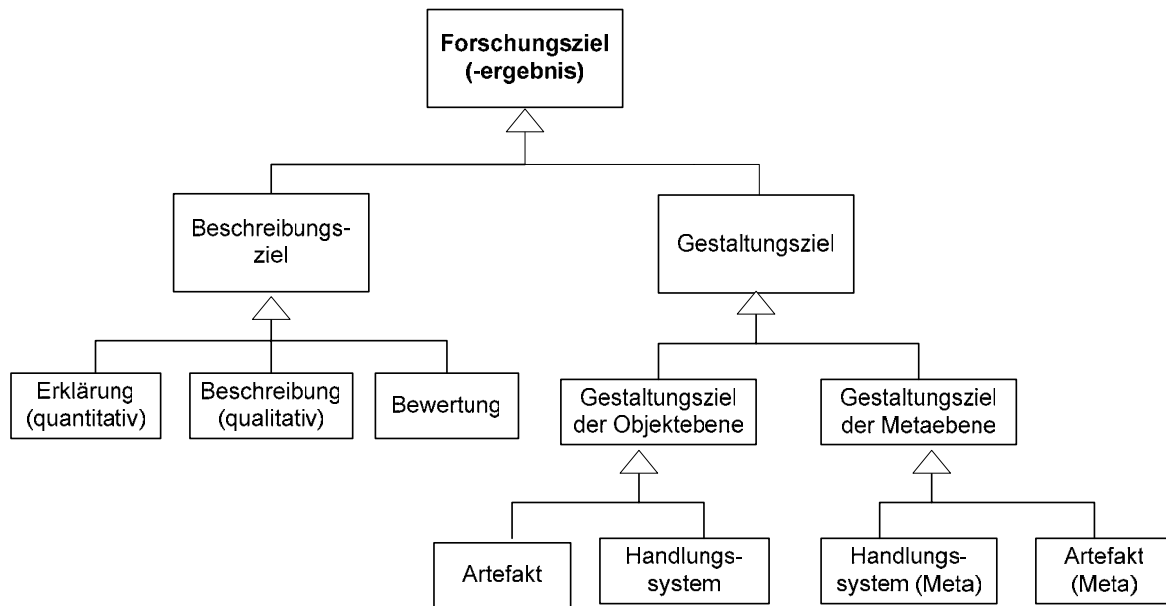 Forschungsziel
(-ergebnis)
Beschreibungs-
ziel
Gestaltungsziel
Erklärung
(quantitativ)
Beschreibung
(qualitativ)
Bewertung
Gestaltungsziel
der Objektebene
Gestaltungsziel
der Metaebene
Artefakt
Handlungs-
system
Handlungs-
system (Meta)
Artefakt
(Meta)